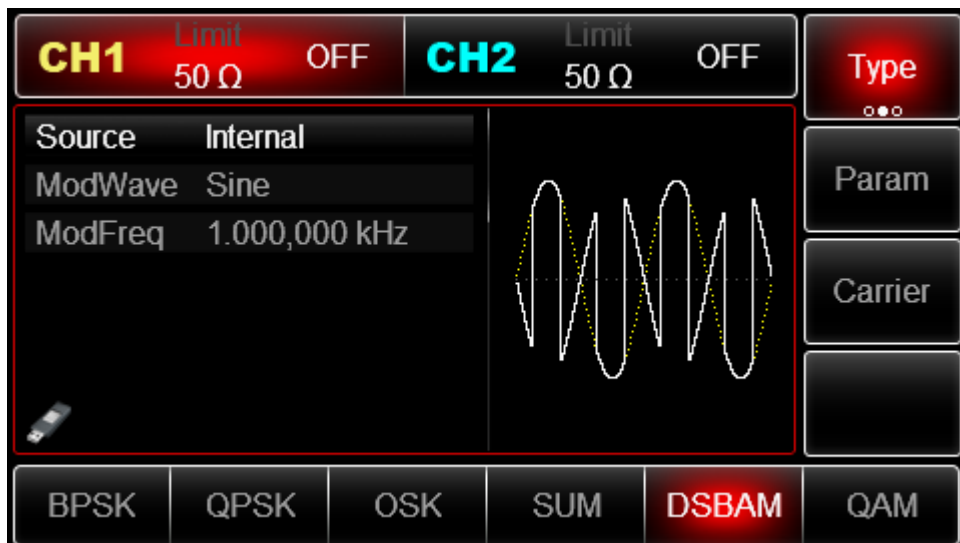 CH1 Limit 50 Ω OFF
CH2 Limit 50 Ω OFF
Type
Source Internal
ModWave Sine
ModFreq 1.000,000 kHz
Param
Carrier
BPSK QPSK OSK SUM DSBAM QAM